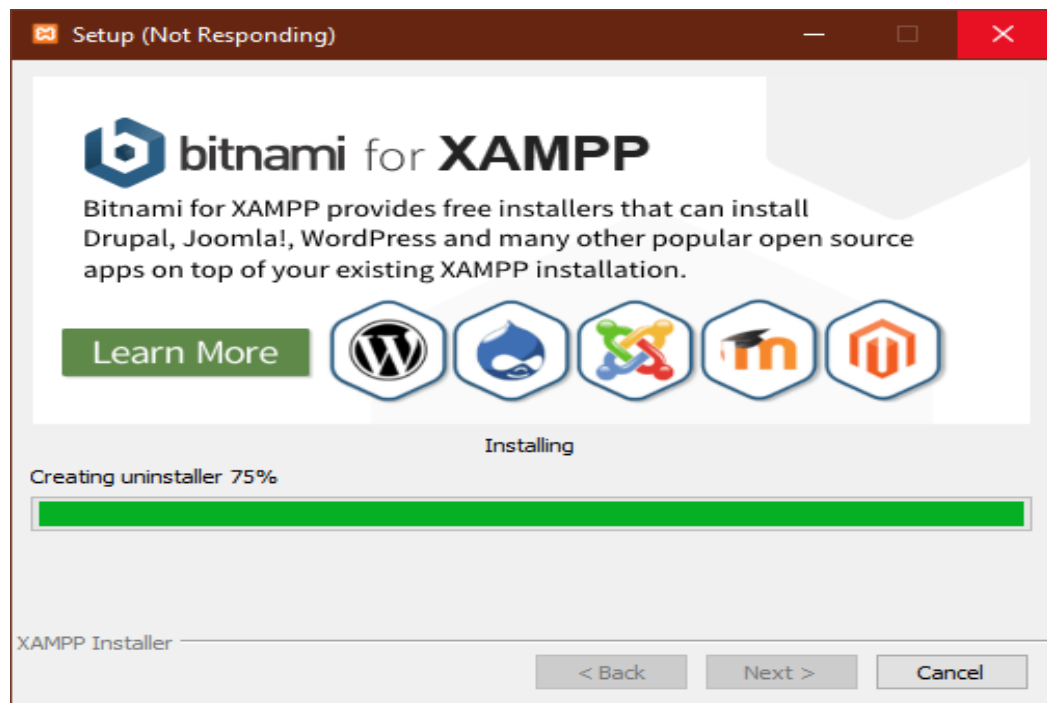 Setup (Not Responding)
bitnami for XAMPP
Bitnami for XAMPP provides free installers that can install
Drupal, Joomla!, WordPress and many other popular open source
apps on top of your existing XAMPP installation.
Learn More
Installing
Creating uninstaller 75%
XAMPP Installer
< Back Next > Cancel